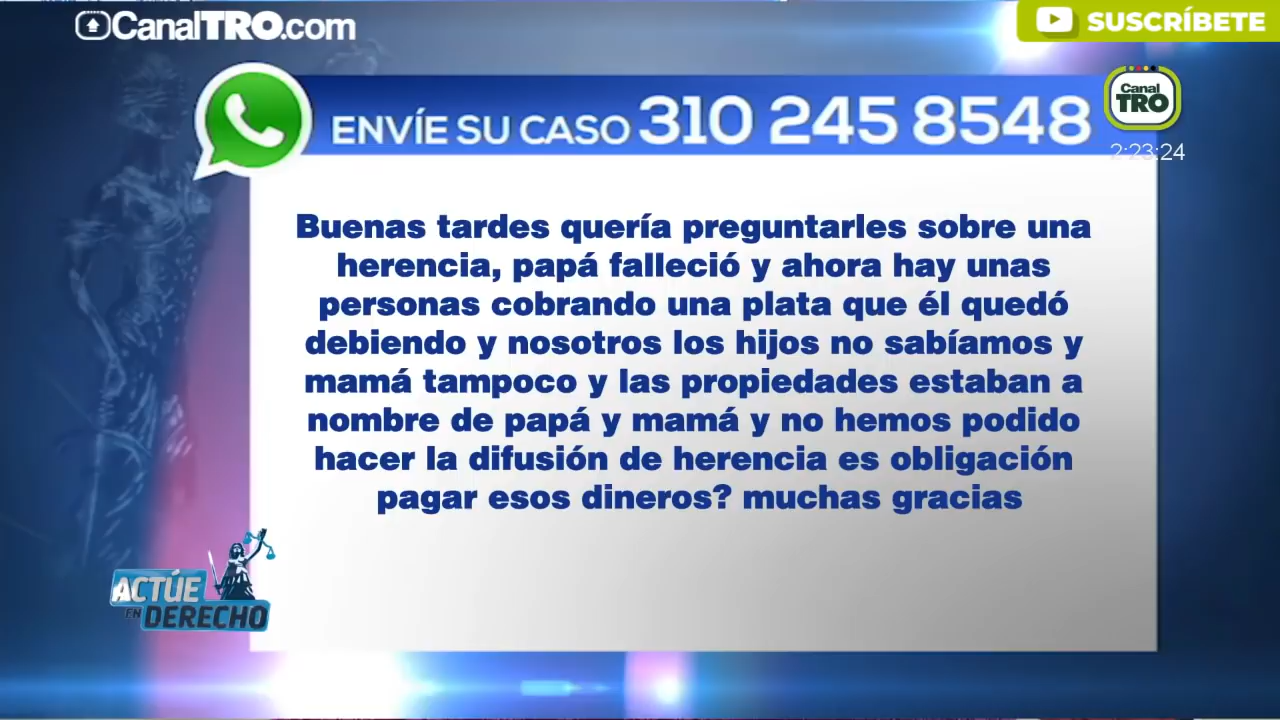 CanalTRO.com
SUSCRÍBETE
ENVÍE SU CASO 310 245 8548
Canal
TRO
2:23:24
Buenas tardes quería preguntarles sobre una
herencia, papá falleció y ahora hay unas
personas cobrando una plata que él quedó
debiendo y nosotros los hijos no sabíamos y
mamá tampoco y las propiedades estaban a
nombre de papá y mamá y no hemos podido
hacer la difusión de herencia es obligación
pagar esos dineros? muchas gracias
ACTÚE
EN DERECHO